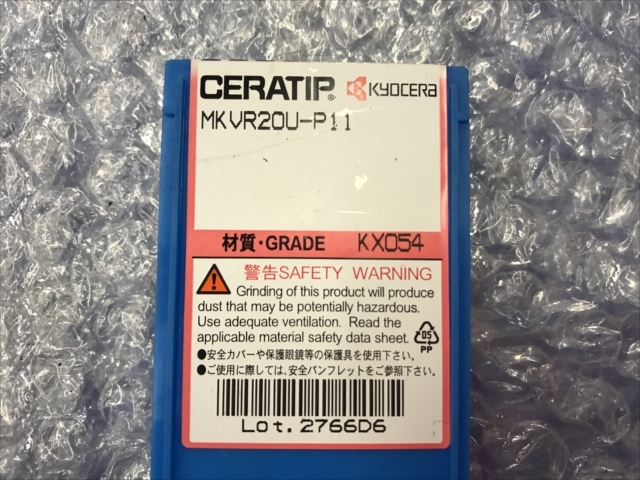 CERATIP® KYOCERA
MKVR20U-P11
材質・GRADE KX054
警告SAFETY WARNING
Grinding of this product will produce
dust that may be potentially hazardous.
Use adequate ventilation. Read the
applicable material safety data sheet.
05
PP
●安全カバーや保護眼鏡等の保護具を使用下さい。
●ご使用に際しては、安全パンフレットをご参照下さい。
Lot.2766D6